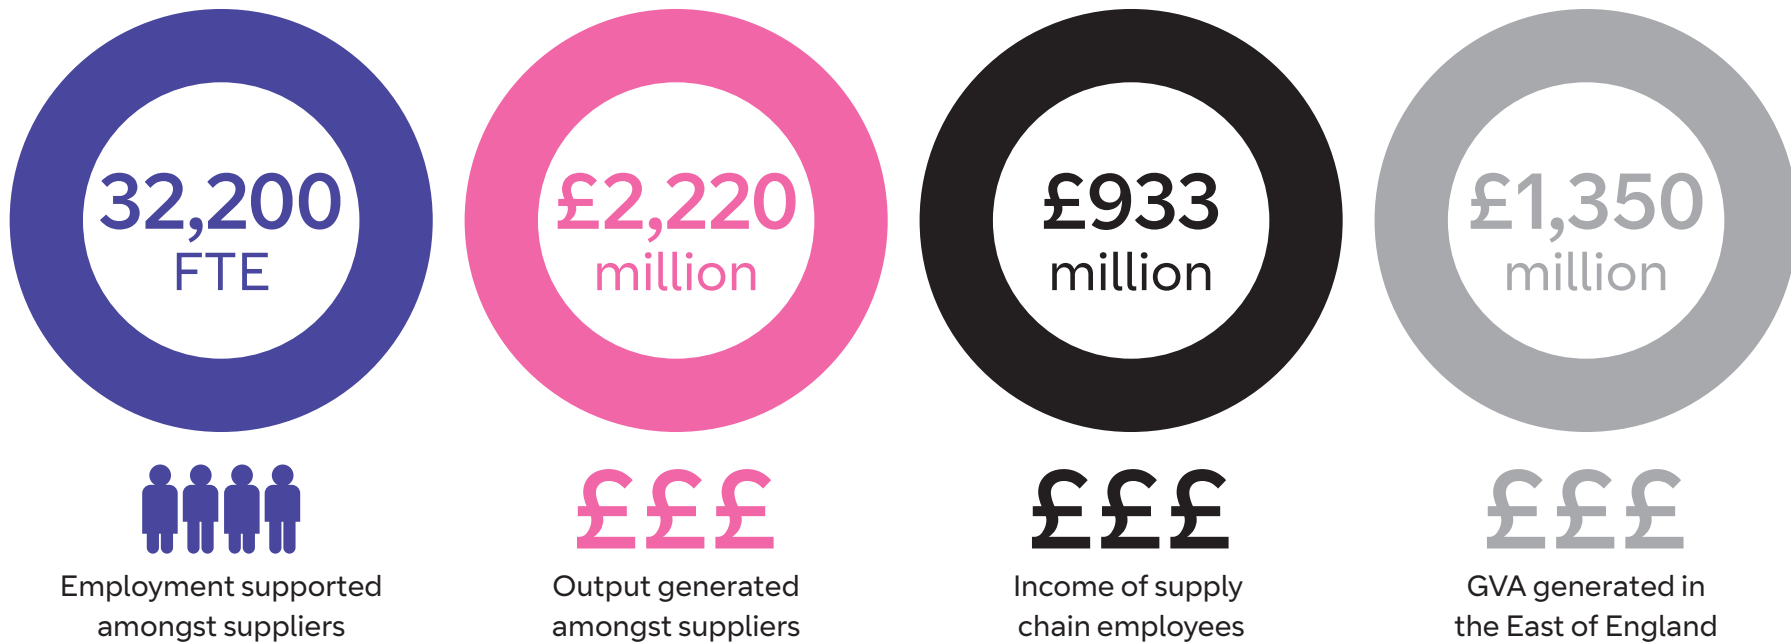 32,200
FTE
£2,220
million
£933
million
£1,350
million
£££
£££
£££
Employment supported
amongst suppliers
Output generated
amongst suppliers
Income of supply
chain employees
GVA generated in
the East of England